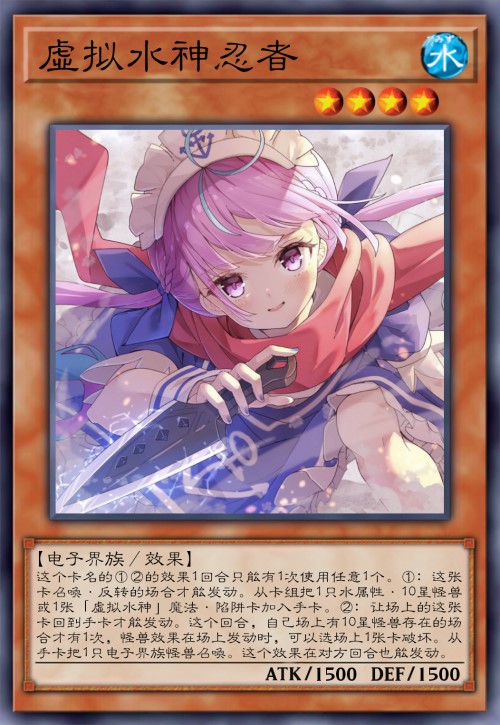 虚拟水神忍者
みず
水
【电子界族／效果】
这个卡名的①②的效果1回合只能有1次使用任意1个。①：这张
卡召唤·反转的场合才能发动。从卡组把1只水属性·10星怪兽
或1张「虚拟水神」魔法·陷阱卡加入手卡。②：让场上的这张
卡回到手卡才能发动。这个回合，自己场上有10星怪兽存在的场
合才有1次，怪兽效果在场上发动时，可以选场上1张卡破坏。从
手卡把1只电子界族怪兽召唤。这个效果在对方回合也能发动。
ATK/1500 DEF/1500